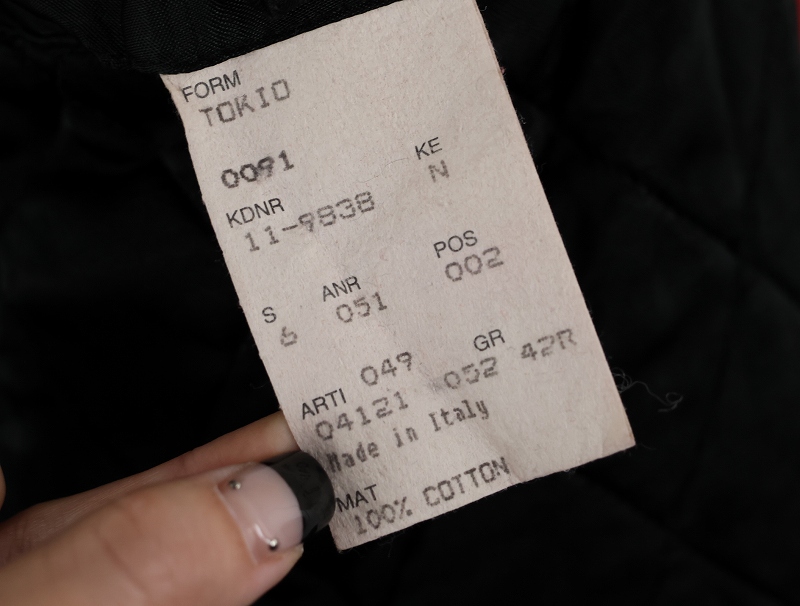 FORM
TOKIO
0091
KE
N
KDNR
11-9838
POS
002
S
6
ANR
051
049
GR
ARTI
04121 052 42R
Made in Italy
MAT
100% COTTON